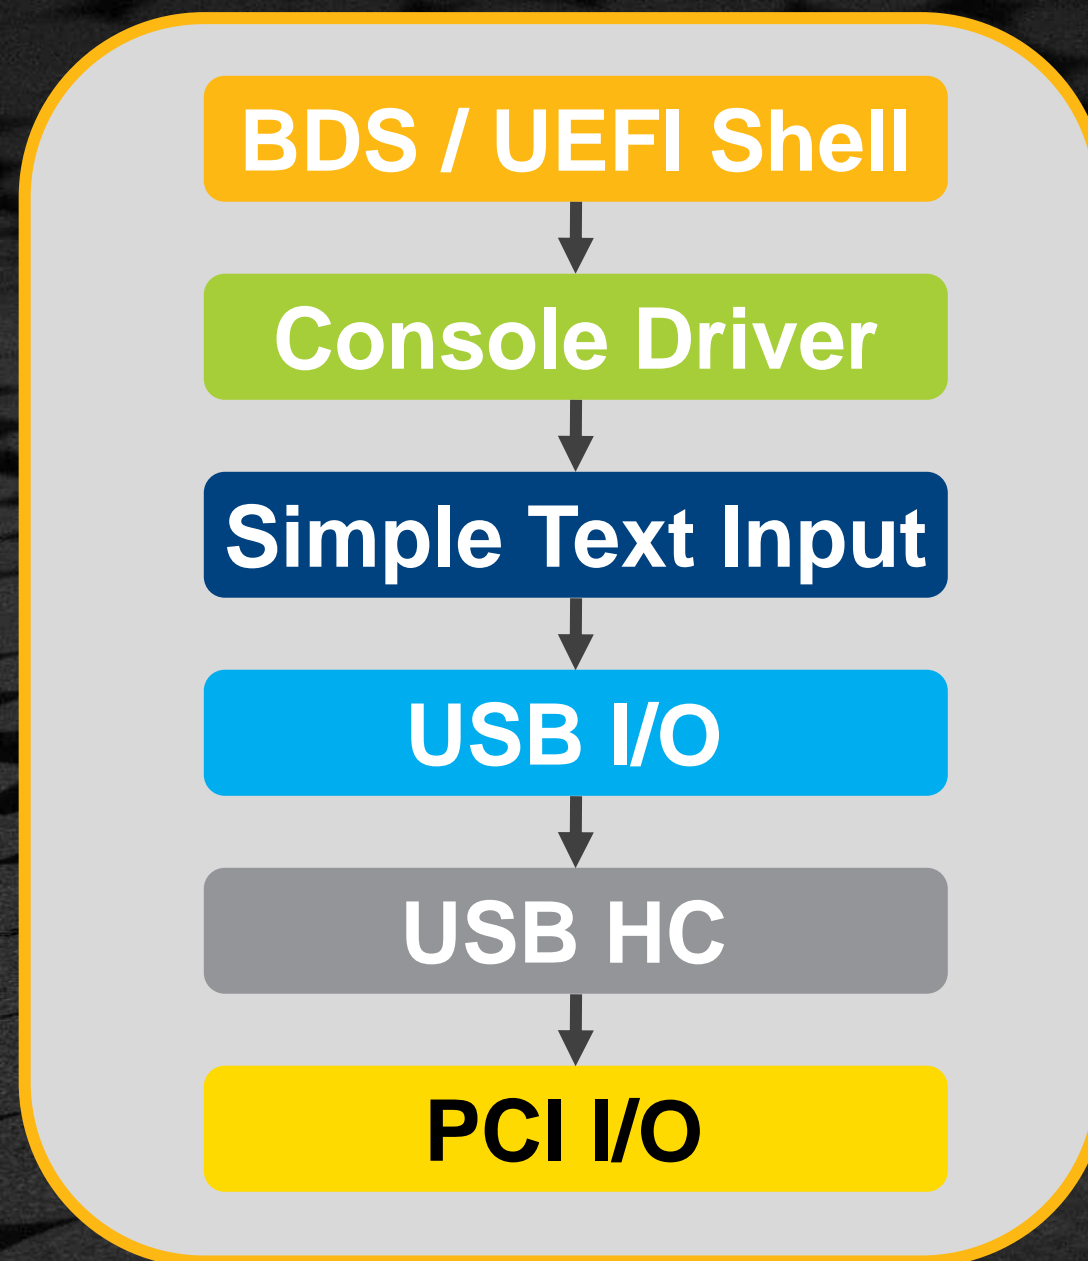 BDS / UEFI Shell
Console Driver
Simple Text Input
USB I/O
USB HC
PCI I/O